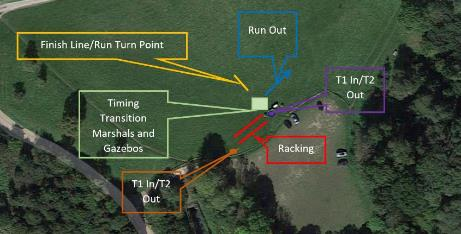 Run Out
Finish Line/Run Turn Point
T1 In/T2
Out
Timing
Transition
Marshals and
Gazebos
Racking
T1 In/T2
Out